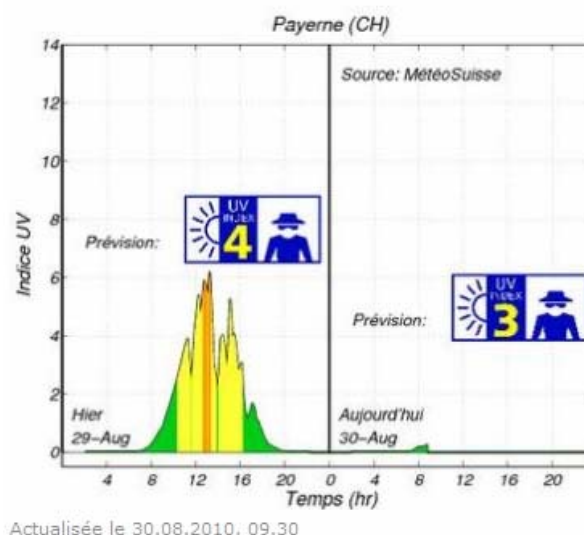 Payerne (CH)
Source: MétéoSuisse
Indice UV
14
12
10
8
6
4
2
0
Prévision:
UV
INDEX
4
Prévision:
UV
INDEX
3
Hier
29-Aug
Aujourd'hui
30-Aug
4 8 12 16 20 0 4 8 12 16 20
Temps (hr)
Actualisée le 30.08.2010. 09.30